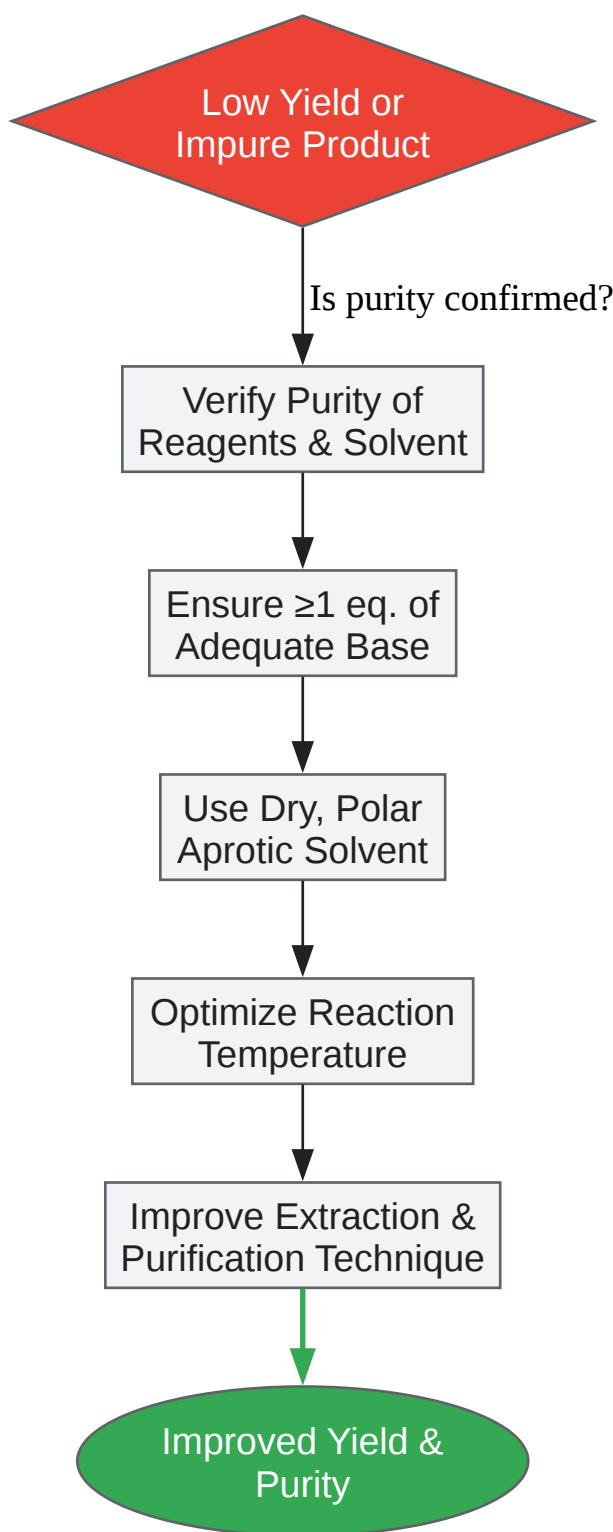 Low Yield or
Impure Product
Is purity confirmed?
Verify Purity of
Reagents & Solvent
Ensure ≥1 eq. of
Adequate Base
Use Dry, Polar
Aprotic Solvent
Optimize Reaction
Temperature
Improve Extraction &
Purification Technique
Improved Yield &
Purity